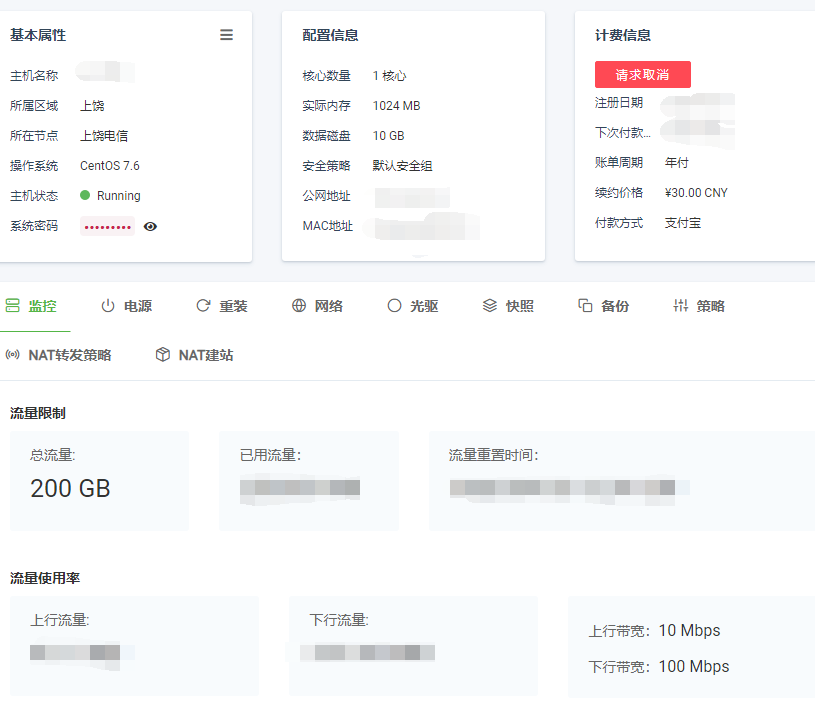 基本属性
主机名称
所属区域 上饶
所在节点 上饶电信
操作系统 CentOS 7.6
主机状态 Running
系统密码 •••••••••
配置信息
核心数量 1 核心
实际内存 1024 MB
数据磁盘 10 GB
安全策略 默认安全组
公网地址
MAC地址
计费信息
请求取消
注册日期
下次付款...
账单周期 年付
续约价格 ¥30.00 CNY
付款方式 支付宝
监控 电源 重装 网络 光驱 快照 备份 策略
NAT转发策略 NAT建站
流量限制
总流量:
200 GB
已用流量:
流量重置时间:
流量使用率
上行流量:
下行流量:
上行带宽: 10 Mbps
下行带宽: 100 Mbps